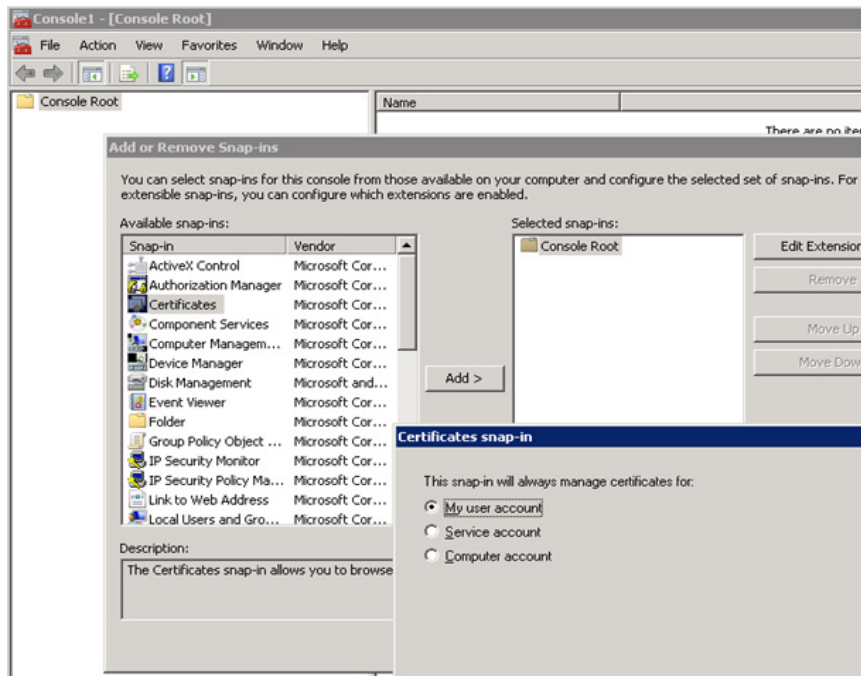 Console1 - [Console Root]
File Action View Favorites Window Help
Console Root
Name
There are no ite
Add or Remove Snap-ins
You can select snap-ins for this console from those available on your computer and configure the selected set of snap-ins. For
extensible snap-ins, you can configure which extensions are enabled.
Available snap-ins:
Selected snap-ins:
Snap-in Vendor
ActiveX Control Microsoft Cor...
Authorization Manager Microsoft Cor...
Certificates Microsoft Cor...
Component Services Microsoft Cor...
Computer Managem... Microsoft Cor...
Device Manager Microsoft Cor...
Disk Management Microsoft and...
Event Viewer Microsoft Cor...
Folder Microsoft Cor...
Group Policy Object ... Microsoft Cor...
IP Security Monitor Microsoft Cor...
IP Security Policy Ma... Microsoft Cor...
Link to Web Address Microsoft Cor...
Local Users and Gro... Microsoft Cor...
Add >
Console Root
Edit Extension
Remove
Move Up
Move Dow
Description:
The Certificates snap-in allows you to browse
Certificates snap-in
This snap-in will always manage certificates for:
My user account
Service account
Computer account